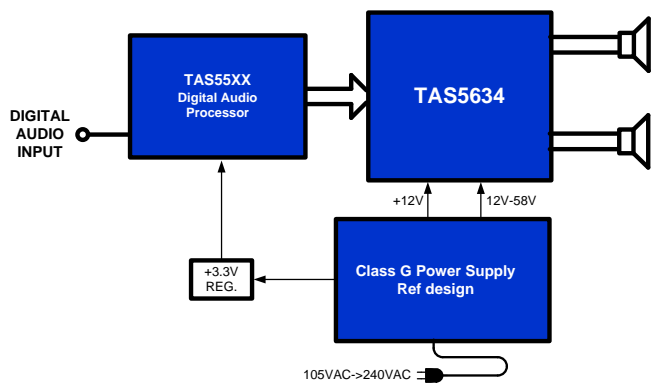 TAS55XX
Digital Audio
Processor
TAS5634
DIGITAL
AUDIO
INPUT
+12V
12V-58V
+3.3V
REG.
Class G Power Supply
Ref design
105VAC->240VAC